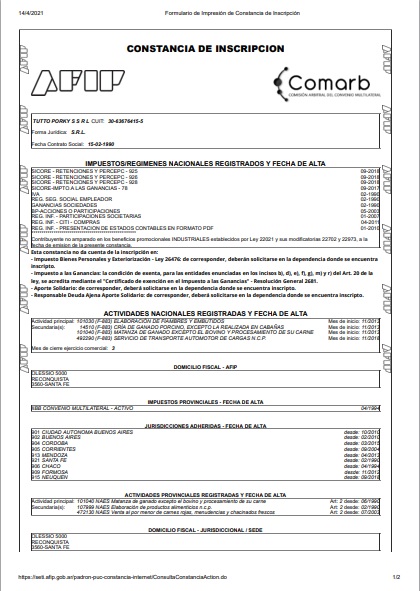 14/4/2021 Formulario de Impresión de Constancia de Inscripción
CONSTANCIA DE INSCRIPCION
AFIP
Comarb
COMISIÓN ARBITRAL DEL CONVENIO MULTILATERAL
TUTTO PORKY S S R L CUIT: 30-63676415-5
Forma Jurídica: S.R.L.
Fecha Contrato Social: 15-02-1990
IMPUESTOS/REGIMENES NACIONALES REGISTRADOS Y FECHA DE ALTA
SICORE - RETENCIONES Y PERCEPC - 925 09-2018
SICORE - RETENCIONES Y PERCEPC - 926 09-2018
SICORE - RETENCIONES Y PERCEPC - 928 09-2018
SICORE-IMPTO A LAS GANANCIAS - 78 09-2017
IVA 02-1990
REG. SEG. SOCIAL EMPLEADOR 02-1990
GANANCIAS SOCIEDADES 02-1990
BP-ACCIONES O PARTICIPACIONES 05-2003
REG. INF. - PARTICIPACIONES SOCIETARIAS 01-2007
REG. INF. - CITI - COMPRAS 04-2011
REG. INF. - PRESENTACION DE ESTADOS CONTABLES EN FORMATO PDF 01-2010
Contribuyente no amparado en los beneficios promocionales INDUSTRIALES establecidos por Ley 22021 y sus modificatorias 22702 y 22973, a la
fecha de emision de la presente constancia.
Esta constancia no da cuenta de la inscripción en:
- Impuesto Bienes Personales y Exteriorización - Ley 26476: de corresponder, deberán solicitarse en la dependencia donde se encuentra
inscripto.
- Impuesto a las Ganancias: la condición de exenta, para las entidades enunciadas en los incisos b), d), e), f), g), m) y r) del Art. 20 de la
ley, se acredita mediante el "Certificado de exención en el Impuesto a las Ganancias" - Resolución General 2681.
- Aporte Solidario: de corresponder, deberá solicitarse en la dependencia donde se encuentra inscripto.
- Responsable Deuda Ajena Aporte Solidario: de corresponder, deberá solicitarse en la dependencia donde se encuentra inscripto.
ACTIVIDADES NACIONALES REGISTRADAS Y FECHA DE ALTA
Actividad principal: 101030 (F-883) ELABORACIÓN DE FIAMBRES Y EMBUTIDOS Mes de inicio: 11/2013
Secundaria(s): 14510 (F-883) CRÍA DE GANADO PORCINO, EXCEPTO LA REALIZADA EN CABAÑAS Mes de inicio: 11/2013
101040 (F-883) MATANZA DE GANADO EXCEPTO EL BOVINO Y PROCESAMIENTO DE SU CARNE Mes de inicio: 11/2013
492290 (F-883) SERVICIO DE TRANSPORTE AUTOMOTOR DE CARGAS N.C.P. Mes de inicio: 11/2018
Mes de cierre ejercicio comercial: 3
DOMICILIO FISCAL - AFIP
OLESSIO 5000
RECONQUISTA
3560-SANTA FE
IMPUESTOS PROVINCIALES - FECHA DE ALTA
CONVENIO MULTILATERAL - ACTIVO 04/1994
JURISDICCIONES ADHERIDAS - FECHA DE ALTA
901 CIUDAD AUTONOMA BUENOS AIRES desde: 10/2010
902 BUENOS AIRES desde: 02/2010
904 CORDOBA desde: 03/2015
905 CORRIENTES desde: 09/2004
913 MENDOZA desde: 04/2013
921 SANTA FE desde: 02/1990
906 CHACO desde: 04/1994
909 FORMOSA desde: 11/2013
915 NEUQUEN desde: 09/2018
ACTIVIDADES PROVINCIALES REGISTRADAS Y FECHA DE ALTA
Actividad principal: 101040 NAES Matanza de ganado excepto el bovino y procesamiento de su carne Art: 2 desde: 06/1990
Secundaria(s): 107999 NAES Elaboración de productos alimenticios n.c.p. Art: 2 desde: 02/1990
472130 NAES Venta al por menor de carnes rojas, menudencias y chacinados frescos Art: 2 desde: 07/2003
DOMICILIO FISCAL - JURISDICCIONAL / SEDE
OLESSIO 5000
RECONQUISTA
3560-SANTA FE
https://seti.afip.gob.ar/padron-puc-constancia-internet/ConsultaConstanciaAction.do 1/2